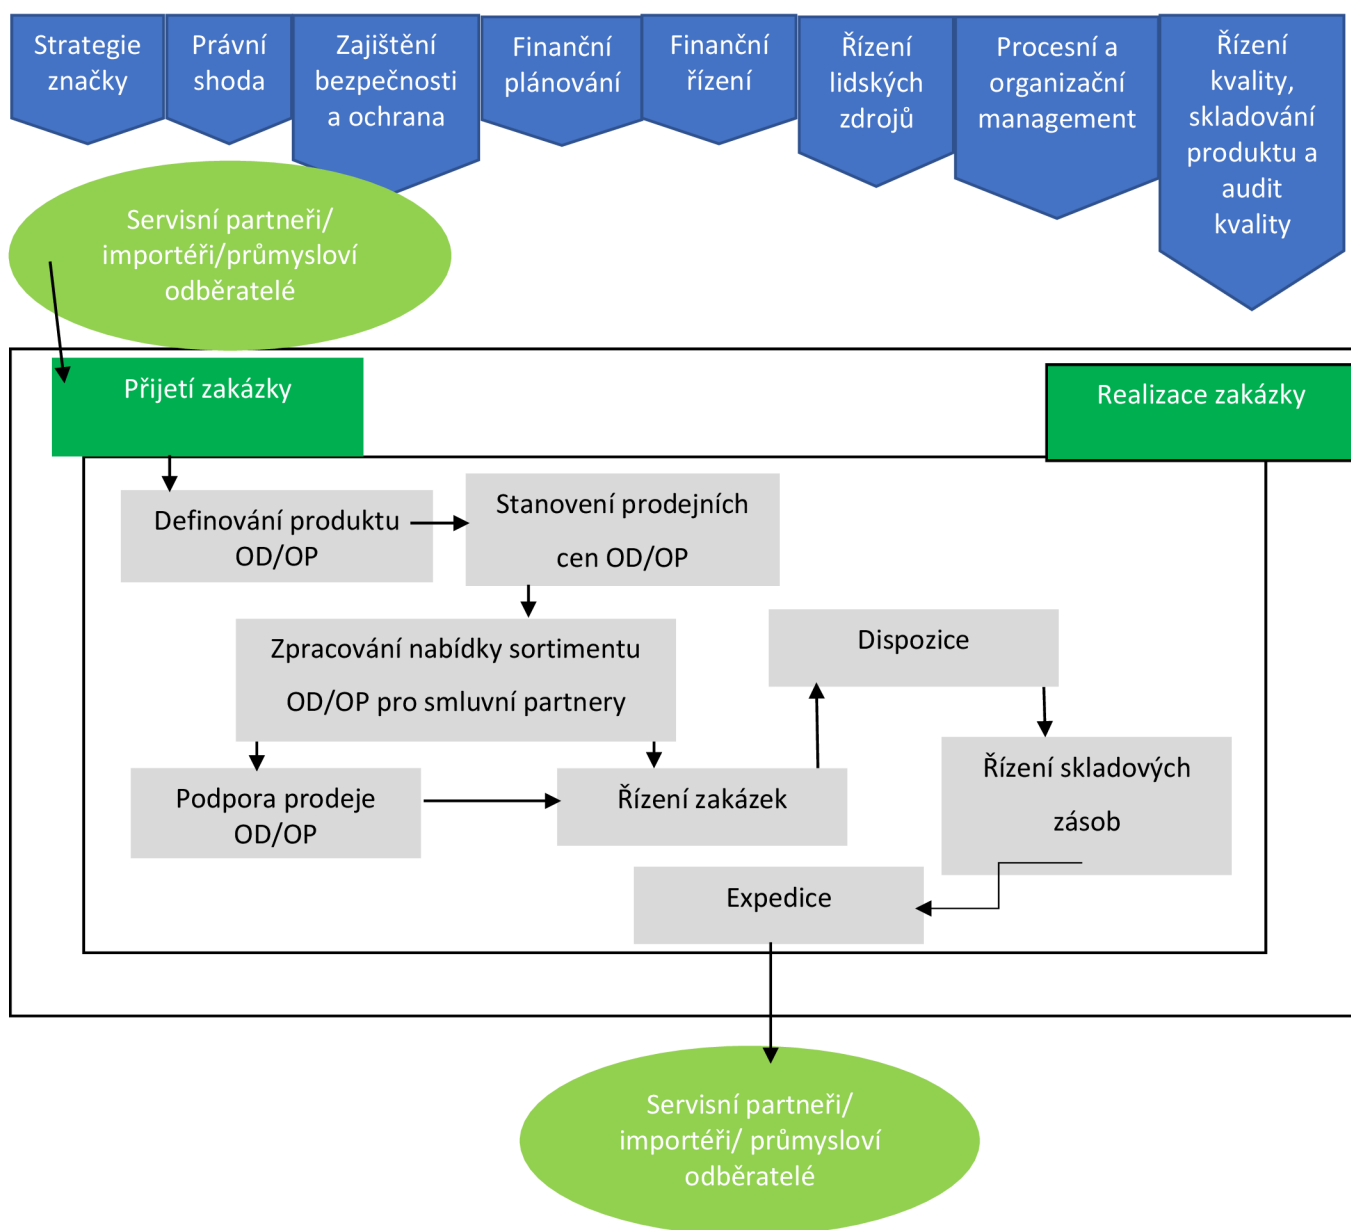 Strategie
značky
Právní
shoda
Zajištění
bezpečnosti
a ochrana
Finanční
plánování
Finanční
řízení
Řízení
lidských
zdrojů
Procesní a
organizační
management
Řízení
kvality,
skladování
produktu a
audit
kvality
Servisní partneři/
importéři/průmysloví
odběratelé
Přijetí zakázky
Realizace zakázky
Definování produktu
OD/OP
Stanovení prodejních
cen OD/OP
Zpracování nabídky sortimentu
OD/OP pro smluvní partnery
Dispozice
Podpora prodeje
OD/OP
Řízení zakázek
Řízení skladových
zásob
Expedice
Servisní partneři/
importéři/ průmysloví
odběratelé